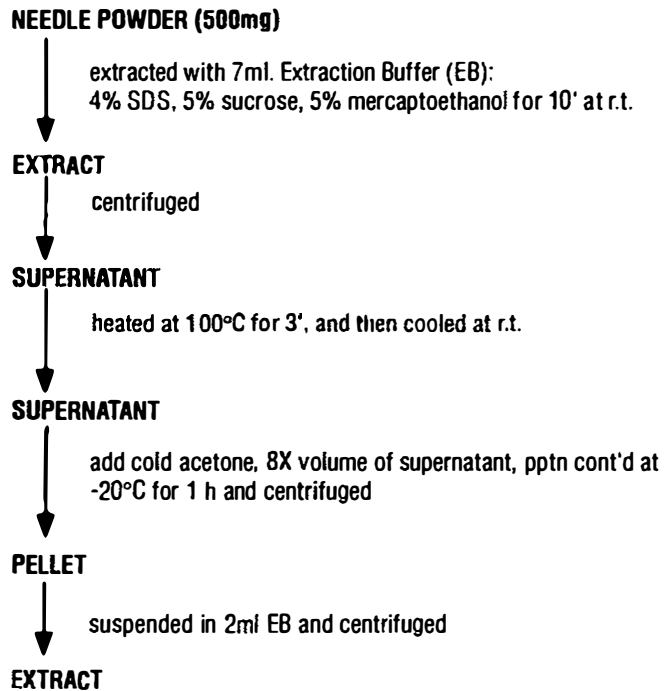 NEEDLE POWDER (500mg)
extracted with 7ml. Extraction Buffer (EB):
4% SDS, 5% sucrose, 5% mercaptoethanol for 10' at r.t.
EXTRACT
centrifuged
SUPERNATANT
heated at 100°C for 3', and then cooled at r.t.
SUPERNATANT
add cold acetone, 8X volume of supernatant, pptn cont'd at
-20°C for 1 h and centrifuged
PELLET
suspended in 2ml EB and centrifuged
EXTRACT